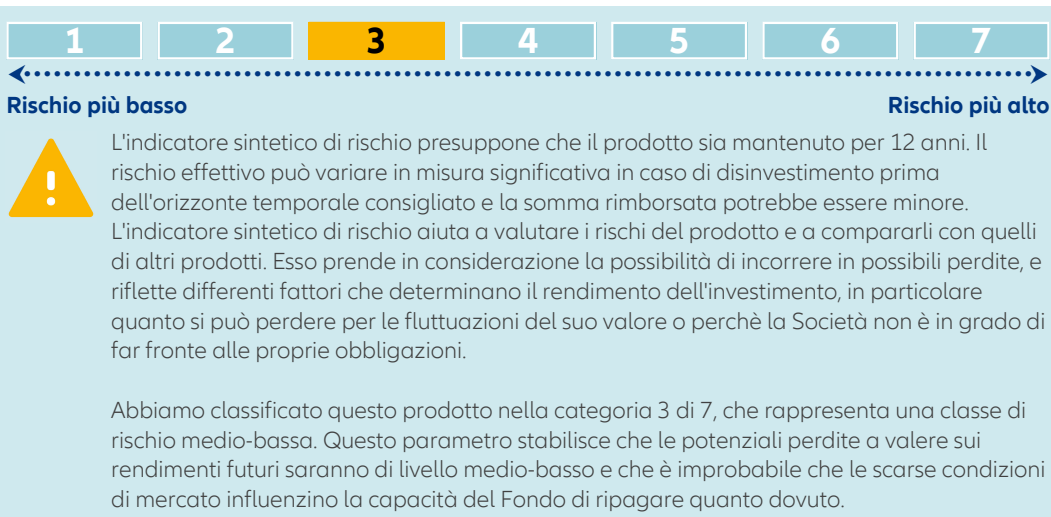 1 2 3 4 5 6 7
Rischio più basso Rischio più alto
L'indicatore sintetico di rischio presuppone che il prodotto sia mantenuto per 12 anni. Il
rischio effettivo può variare in misura significativa in caso di disinvestimento prima
dell'orizzonte temporale consigliato e la somma rimborsata potrebbe essere minore.
L'indicatore sintetico di rischio aiuta a valutare i rischi del prodotto e a compararli con quelli
di altri prodotti. Esso prende in considerazione la possibilità di incorrere in possibili perdite, e
riflette differenti fattori che determinano il rendimento dell'investimento, in particolare
quanto si può perdere per le fluttuazioni del suo valore o perchè la Società non è in grado di
far fronte alle proprie obbligazioni.
Abbiamo classificato questo prodotto nella categoria 3 di 7, che rappresenta una classe di
rischio medio-bassa. Questo parametro stabilisce che le potenziali perdite a valere sui
rendimenti futuri saranno di livello medio-basso e che è improbabile che le scarse condizioni
di mercato influenzino la capacità del Fondo di ripagare quanto dovuto.